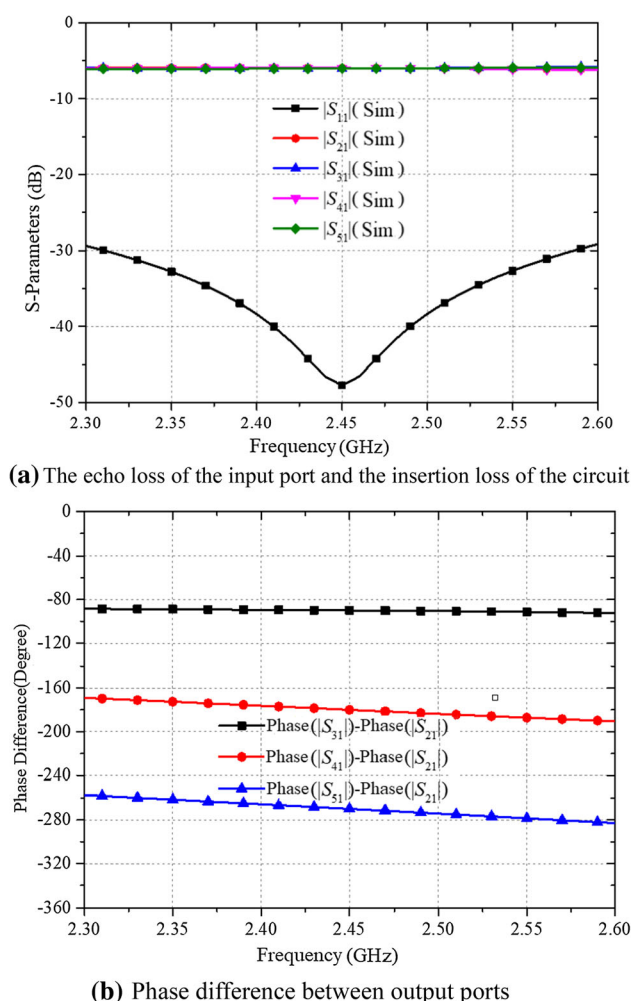 0
-10
-20
-30
-40
-50
S-Parameters (dB)
|S11|(Sim)
|S21|(Sim)
|S31|(Sim)
|S41|(Sim)
|S51|(Sim)
2.30 2.35 2.40 2.45 2.50 2.55 2.60
Frequency (GHz)
(a) The echo loss of the input port and the insertion loss of the circuit
0
-40
-80
-120
-160
-200
-240
-280
-320
-360
Phase Difference(Degree)
Phase(|S31|)-Phase(|S21|)
Phase(|S41|)-Phase(|S21|)
Phase(|S51|)-Phase(|S21|)
2.30 2.35 2.40 2.45 2.50 2.55 2.60
Frequency (GHz)
(b) Phase difference between output ports